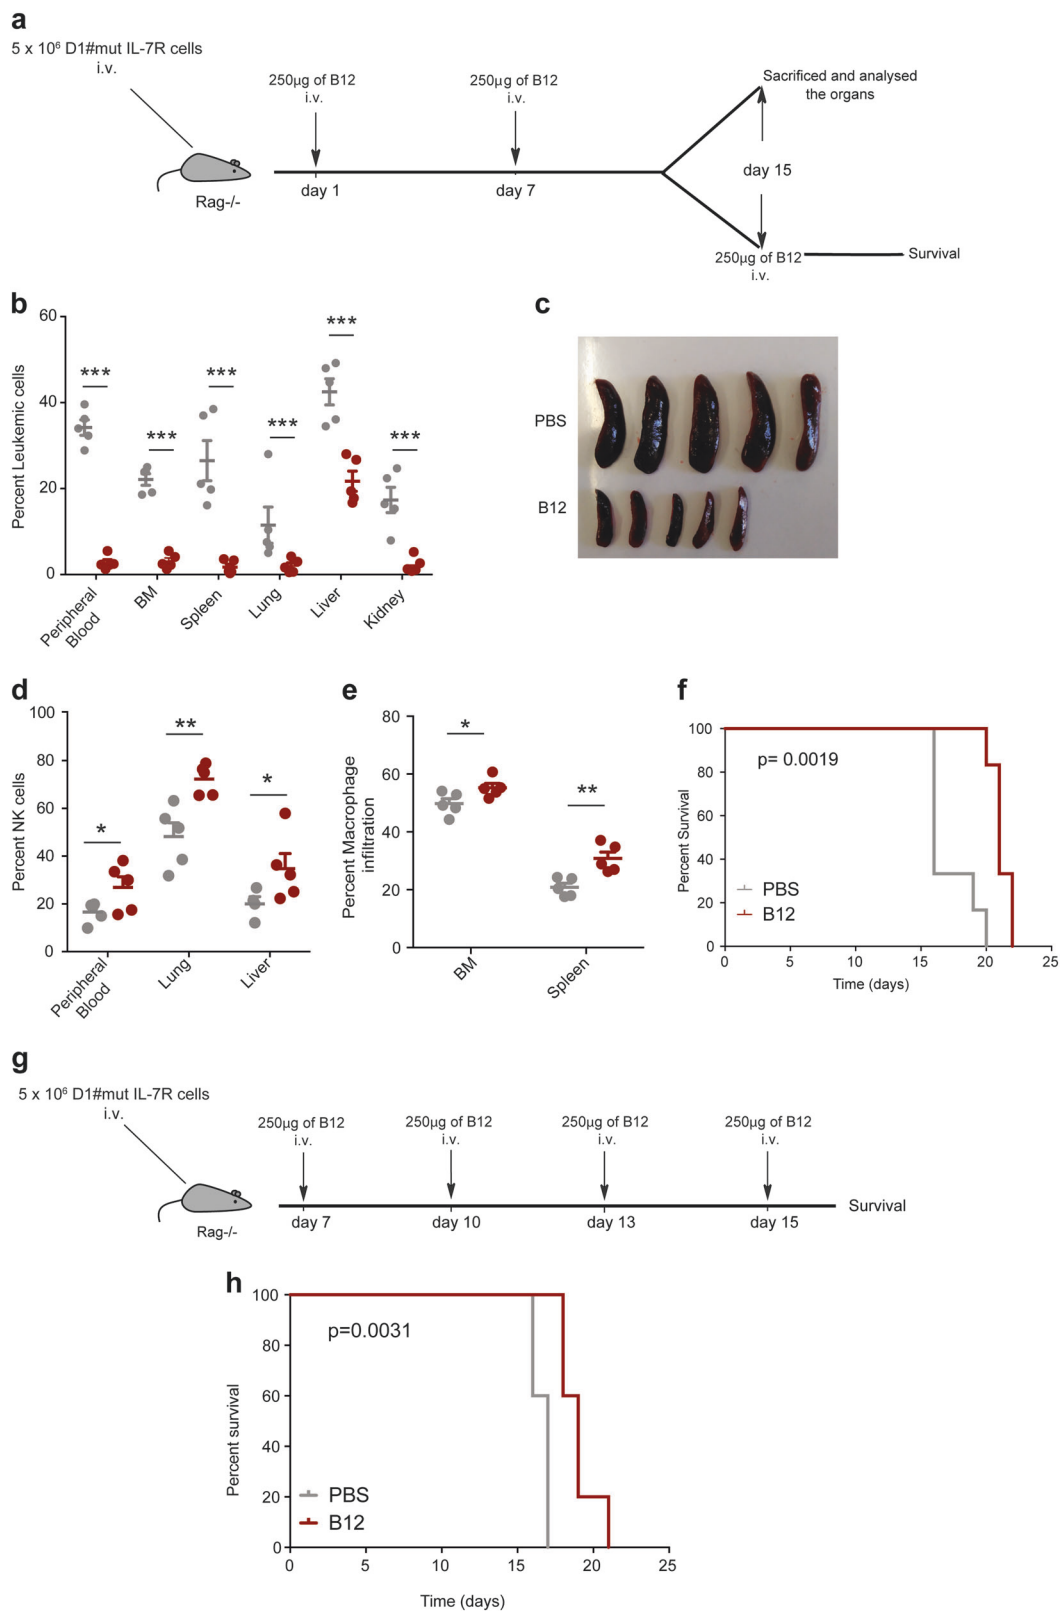 a
5 x 10⁶ D1#mut IL-7R cells
i.v.
Rag-/-
250µg of B12
i.v.
250µg of B12
i.v.
day 1
day 7
Sacrificed and analysed
the organs
day 15
250µg of B12
i.v.
Survival
b
Percent Leukemic cells
60
40
20
0
***
***
***
***
***
***
Peripheral
Blood
BM
Spleen
Lung
Liver
Kidney
c
PBS
B12
d
Percent NK cells
100
80
60
40
20
0
*
**
*
Peripheral
Blood
Lung
Liver
e
Percent Macrophage
infiltration
80
60
40
20
0
*
**
BM
Spleen
f
Percent Survival
100
80
60
40
20
0
p= 0.0019
PBS
B12
0 5 10 15 20 25
Time (days)
g
5 x 10⁶ D1#mut IL-7R cells
i.v.
Rag-/-
250µg of B12
i.v.
250µg of B12
i.v.
250µg of B12
i.v.
250µg of B12
i.v.
day 7
day 10
day 13
day 15
Survival
h
Percent survival
100
80
60
40
20
0
p=0.0031
PBS
B12
0 5 10 15 20 25
Time (days)